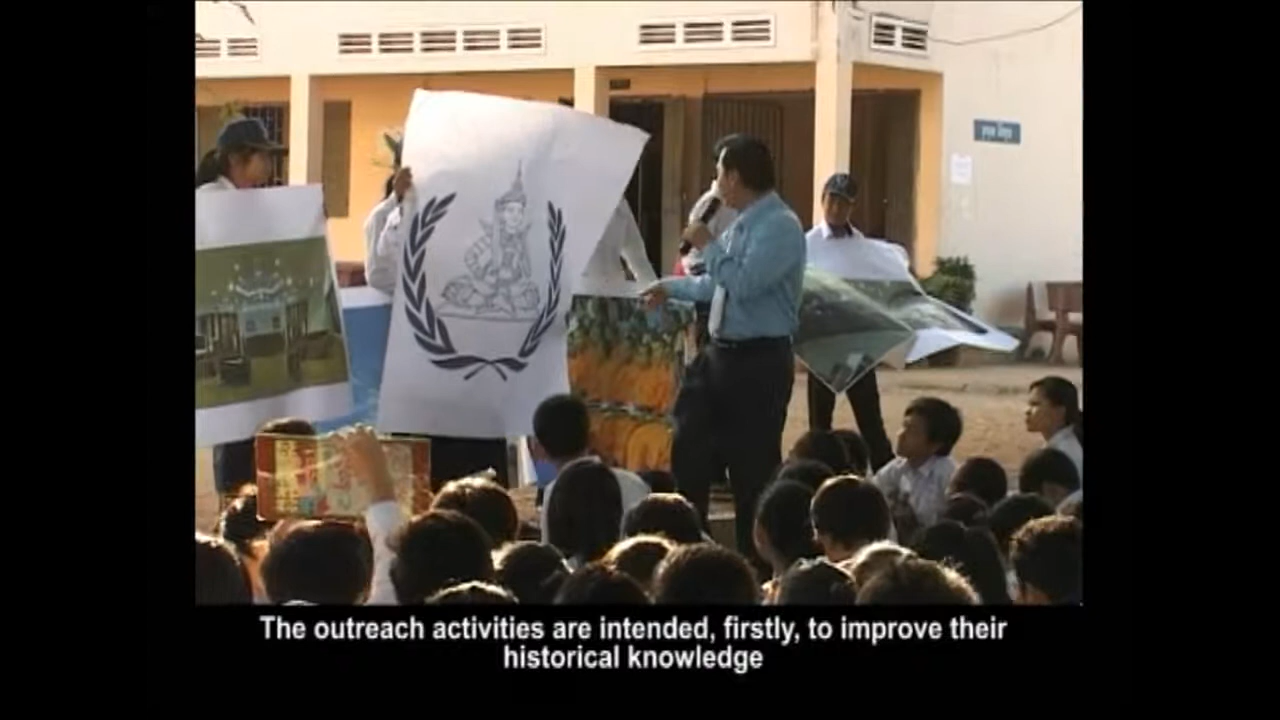 The outreach activities are intended, firstly, to improve their
historical knowledge